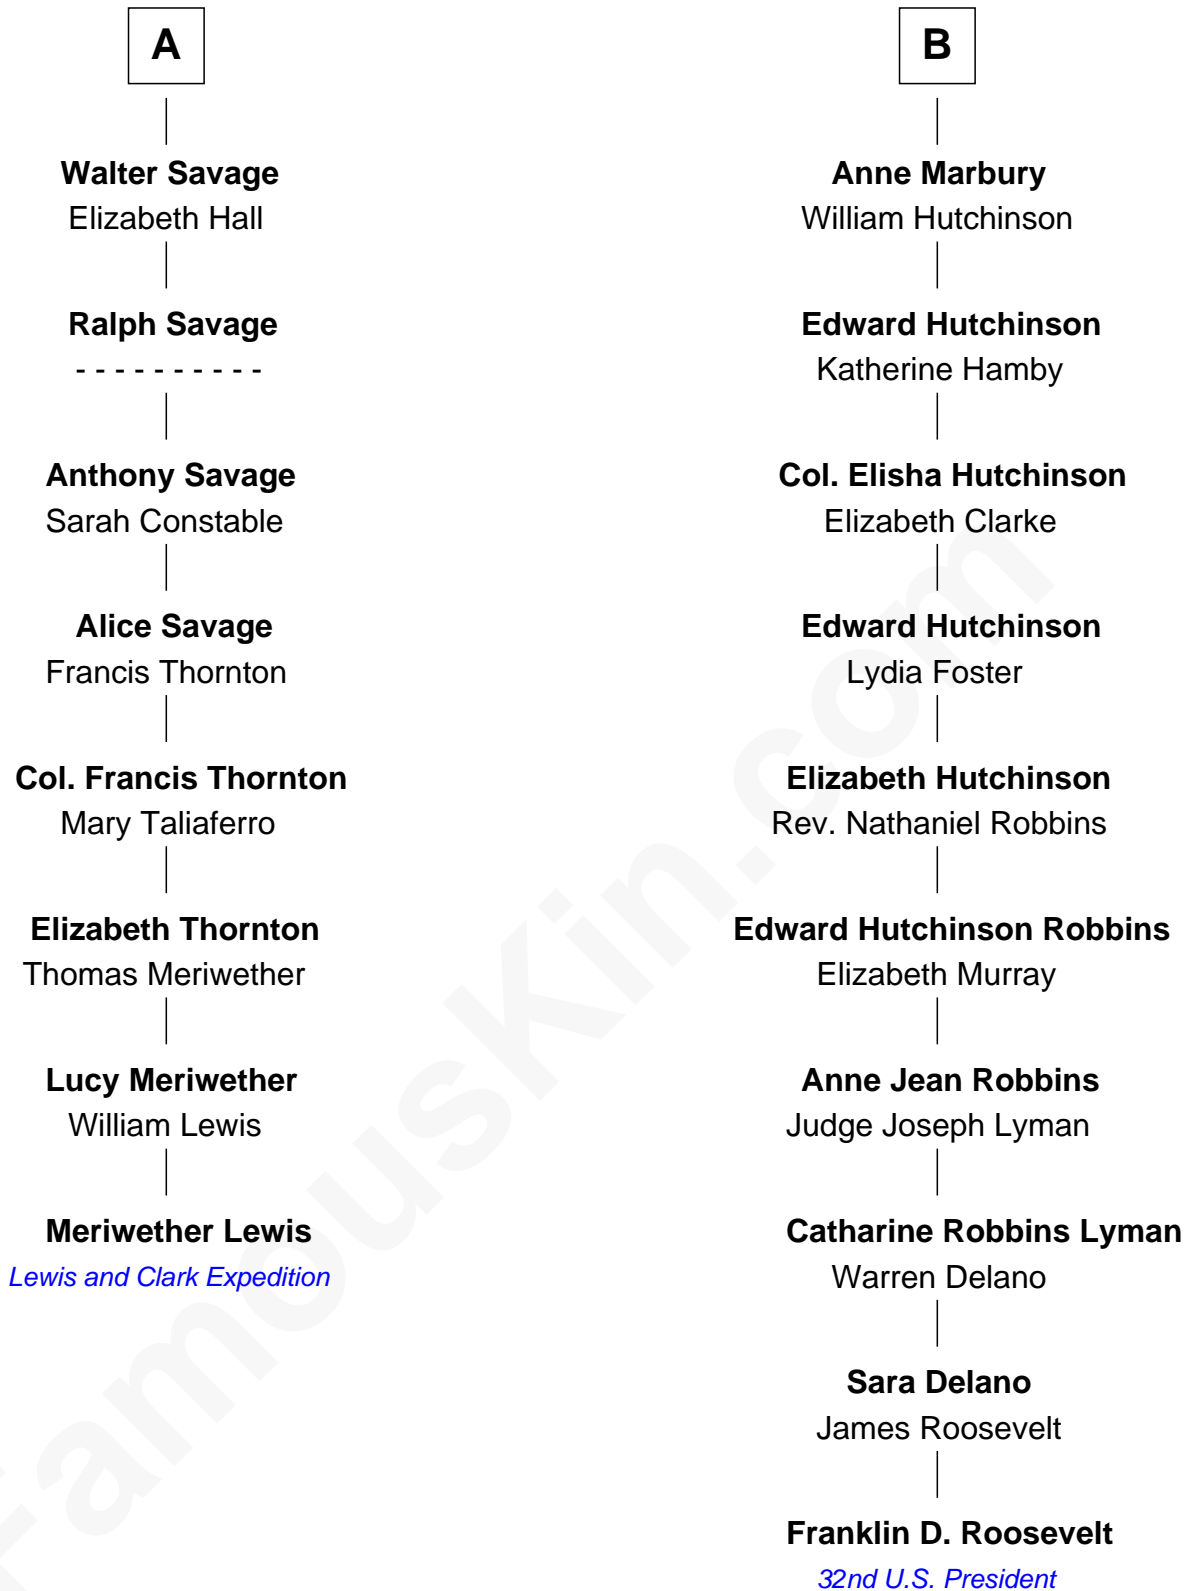 A
Walter Savage
Elizabeth Hall
Ralph Savage
- - - - - - - - - -
Anthony Savage
Sarah Constable
Alice Savage
Francis Thornton
Col. Francis Thornton
Mary Taliaferro
Elizabeth Thornton
Thomas Meriwether
Lucy Meriwether
William Lewis
Meriwether Lewis
Lewis and Clark Expedition
B
Anne Marbury
William Hutchinson
Edward Hutchinson
Katherine Hamby
Col. Elisha Hutchinson
Elizabeth Clarke
Edward Hutchinson
Lydia Foster
Elizabeth Hutchinson
Rev. Nathaniel Robbins
Edward Hutchinson Robbins
Elizabeth Murray
Anne Jean Robbins
Judge Joseph Lyman
Catharine Robbins Lyman
Warren Delano
Sara Delano
James Roosevelt
Franklin D. Roosevelt
32nd U.S. President
FamousKin.com